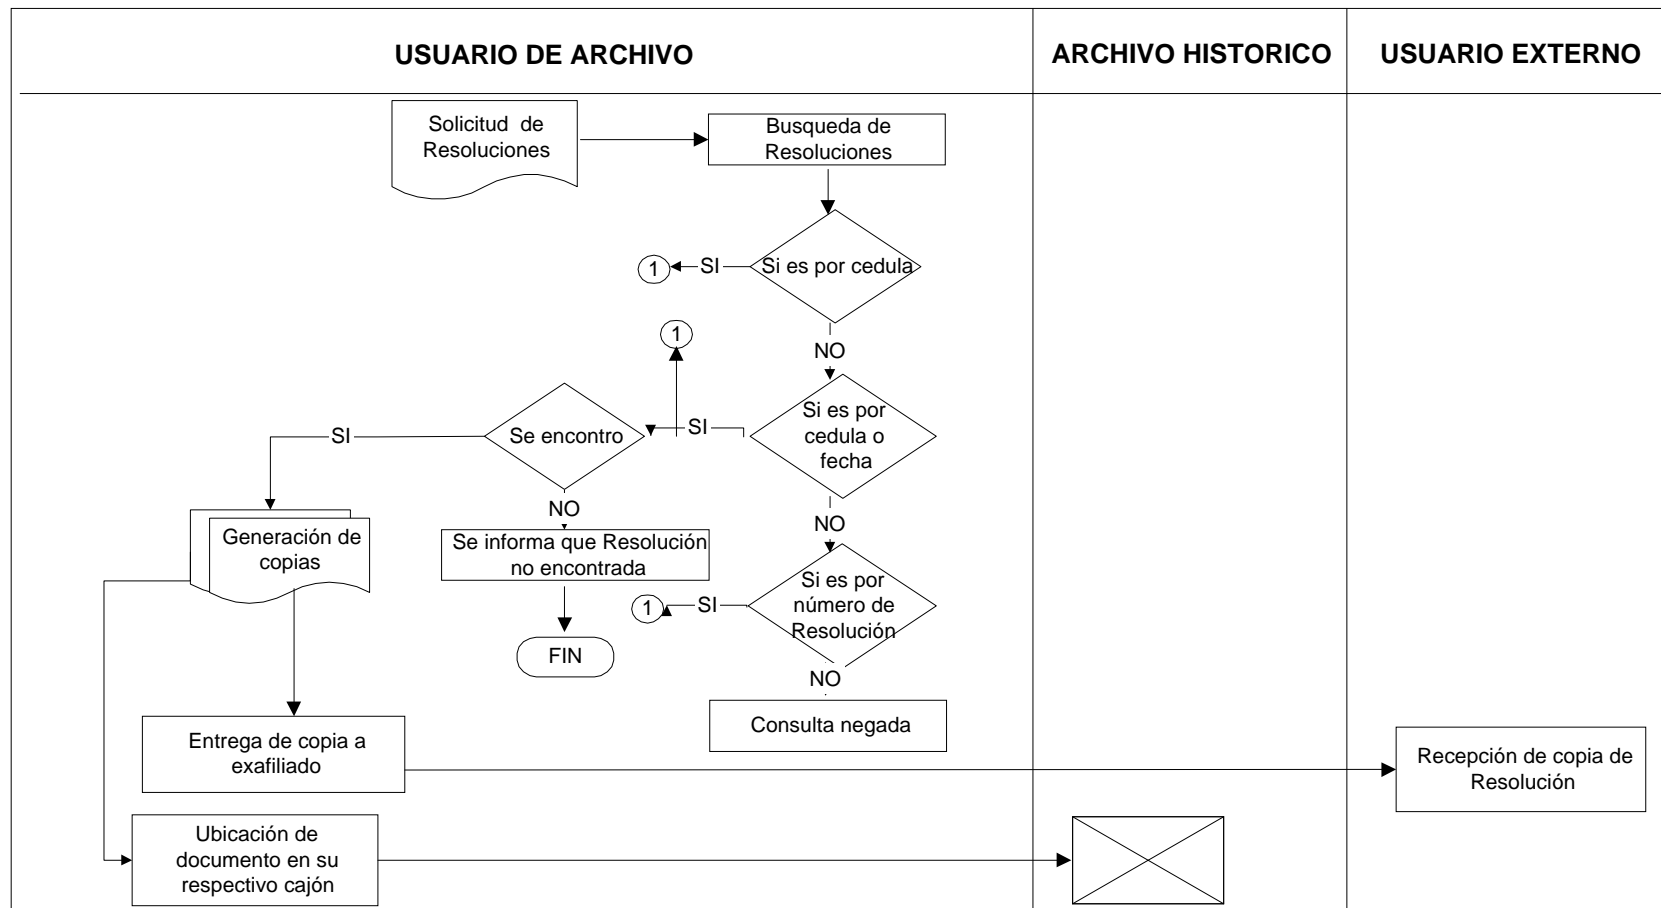 USUARIO DE ARCHIVO
ARCHIVO HISTORICO
USUARIO EXTERNO
Solicitud de
Resoluciones
Busqueda de
Resoluciones
Si es por cedula
SI
1
NO
1
Si es por
cedula o
fecha
SI
Se encontro
SI
NO
NO
Generación de
copias
Se informa que Resolución
no encontrada
Si es por
número de
Resolución
SI
1
FIN
NO
Consulta negada
Entrega de copia a
exafiliado
Recepción de copia de
Resolución
Ubicación de
documento en su
respectivo cajón